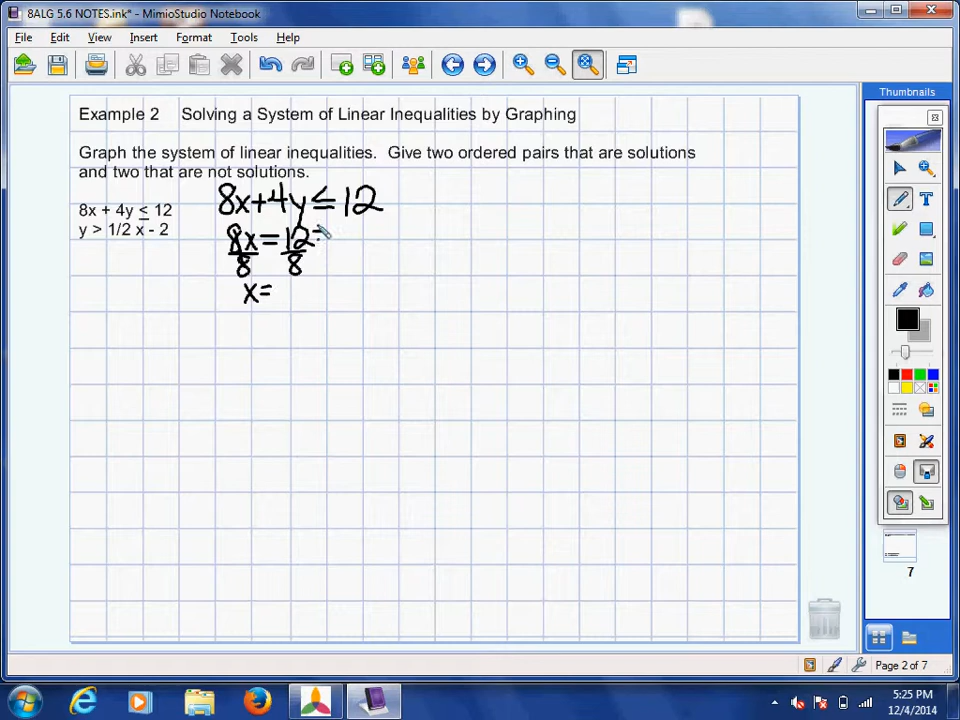 8ALG 5.6 NOTES.ink* - MimioStudio Notebook
File Edit View Insert Format Tools Help
Thumbnails
Example 2 Solving a System of Linear Inequalities by Graphing
Graph the system of linear inequalities. Give two ordered pairs that are solutions
and two that are not solutions.
8x + 4y < 12
y > 1/2 x - 2
8x+4y≤12
8x=12
8 8
x=
7
Page 2 of 7
5:25 PM
12/4/2014